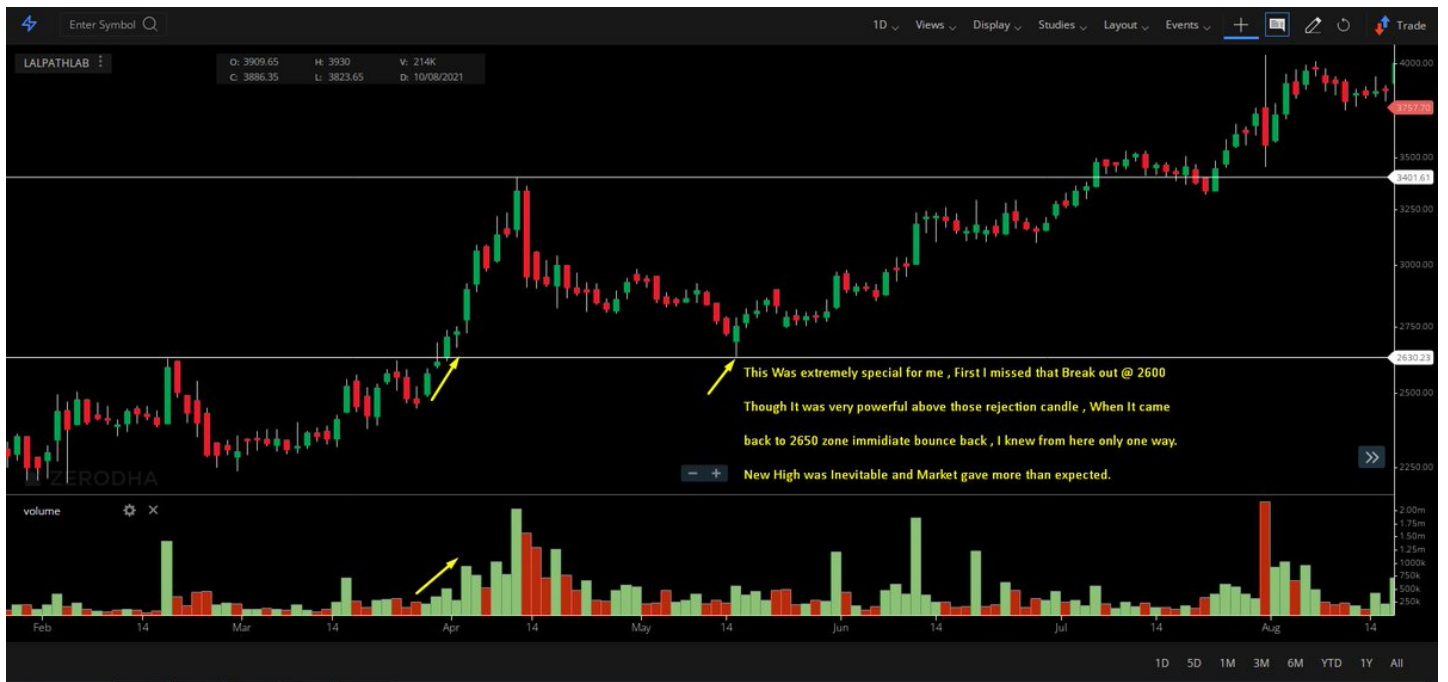 Enter Symbol
1D Views Display Studies Layout Events Trade
LALPATHLAB
O: 3909.65 H: 3930 V: 214K
C: 3886.35 L: 3823.65 D: 10/08/2021
4000.00
3757.70
3500.00
3401.61
3250.00
3000.00
2750.00
2630.23
2500.00
2250.00
This Was extremely special for me , First I missed that Break out @ 2600
Though It was very powerful above those rejection candle , When It came
back to 2650 zone immidiate bounce back , I knew from here only one way.
New High was Inevitable and Market gave more than expected.
ZERODHA
volume
2.00m
1.75m
1.50m
1.25m
1000k
750k
500k
250k
Feb 14 Mar 14 Apr 14 May 14 Jun 14 Jul 14 Aug 14
1D 5D 1M 3M 6M YTD 1Y All